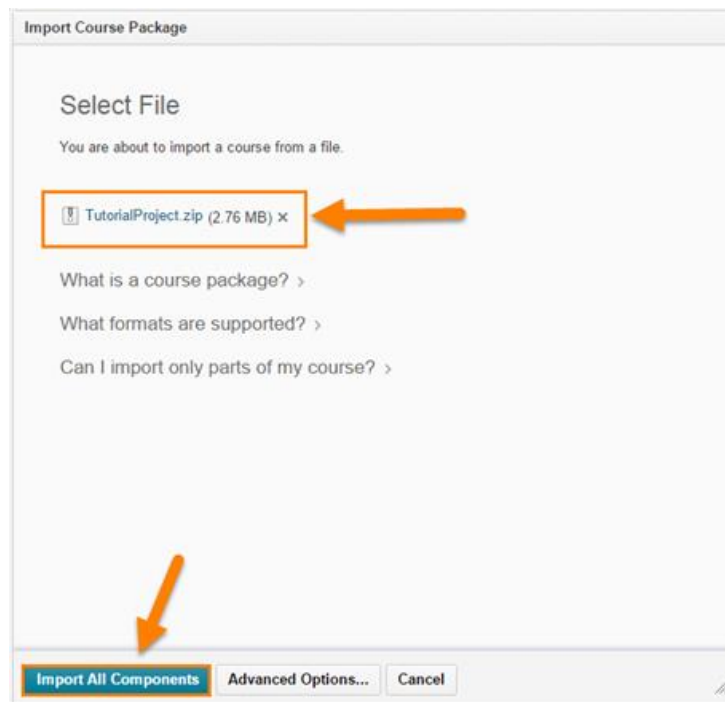 Import Course Package
Select File
You are about to import a course from a file.
TutorialProject.zip (2.76 MB) ×
What is a course package? >
What formats are supported? >
Can I import only parts of my course? >
Import All Components Advanced Options... Cancel